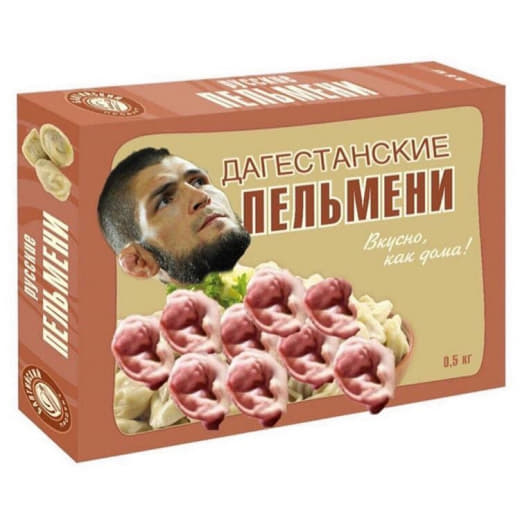 русские
ПЕЛЬМЕНИ
ДАГЕСТАНСКИЕ
ПЕЛЬМЕНИ
Вкусно,
как дома!
0,5 кг
русские
ПЕЛЬМЕНИ